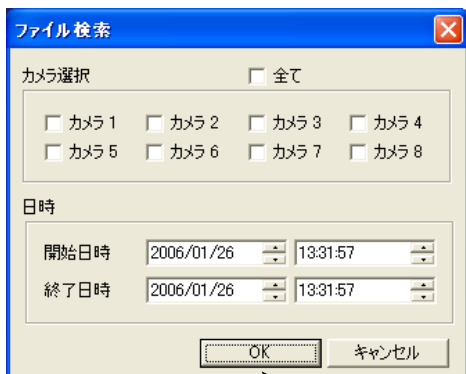 ファイル検索
カメラ選択 全て
カメラ 1 カメラ 2 カメラ 3 カメラ 4
カメラ 5 カメラ 6 カメラ 7 カメラ 8
日時
開始日時 2006/01/26 13:31:57
終了日時 2006/01/26 13:31:57
OK キャンセル